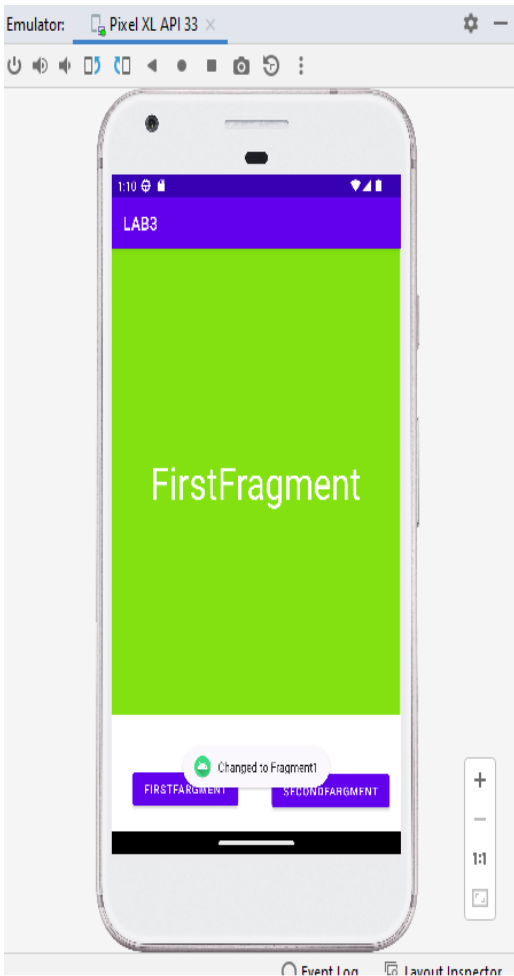 Emulator: Pixel XL API 33
1:10
LAB3
FirstFragment
Changed to Fragment1
FIRSTFARGMENT SECONDFARGMENT
1:1
Event Log Layout Inspector